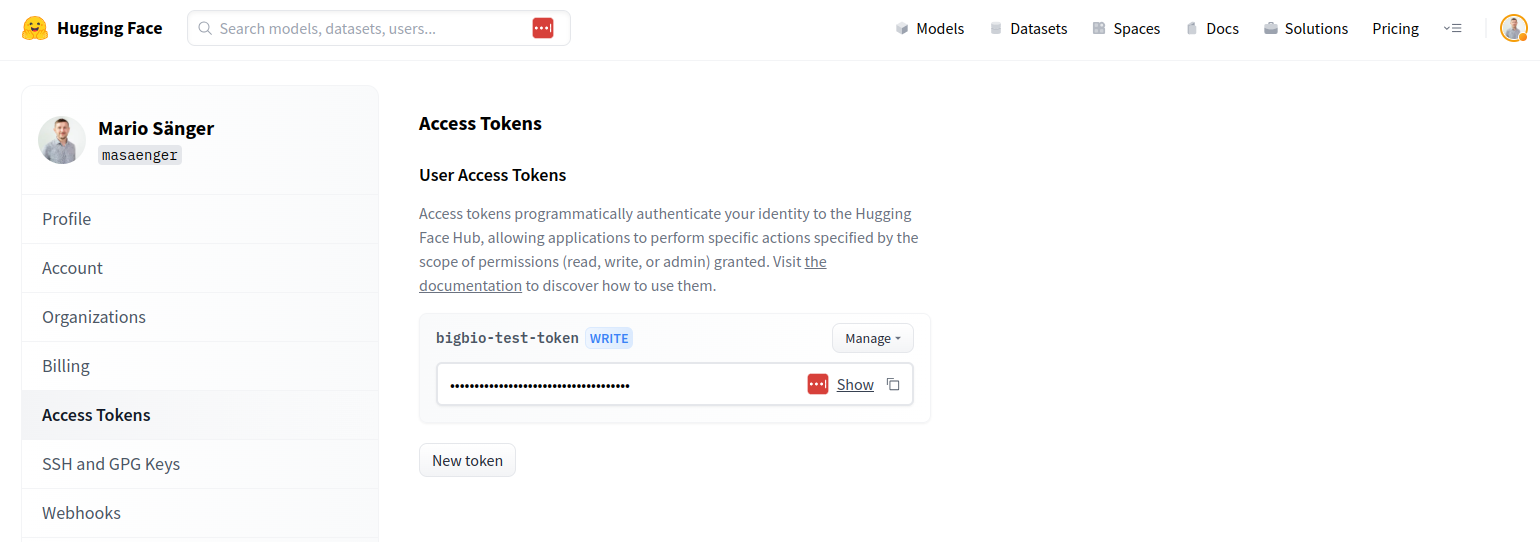 Hugging Face
Search models, datasets, users...
Models
Datasets
Spaces
Docs
Solutions
Pricing
Mario Sänger
masaenger
Profile
Account
Organizations
Billing
Access Tokens
SSH and GPG Keys
Webhooks
Access Tokens
User Access Tokens
Access tokens programmatically authenticate your identity to the Hugging
Face Hub, allowing applications to perform specific actions specified by the
scope of permissions (read, write, or admin) granted. Visit the
documentation to discover how to use them.
bigbio-test-token WRITE
Manage
••••••••••••••••••••••••••••••••••••• Show
New token